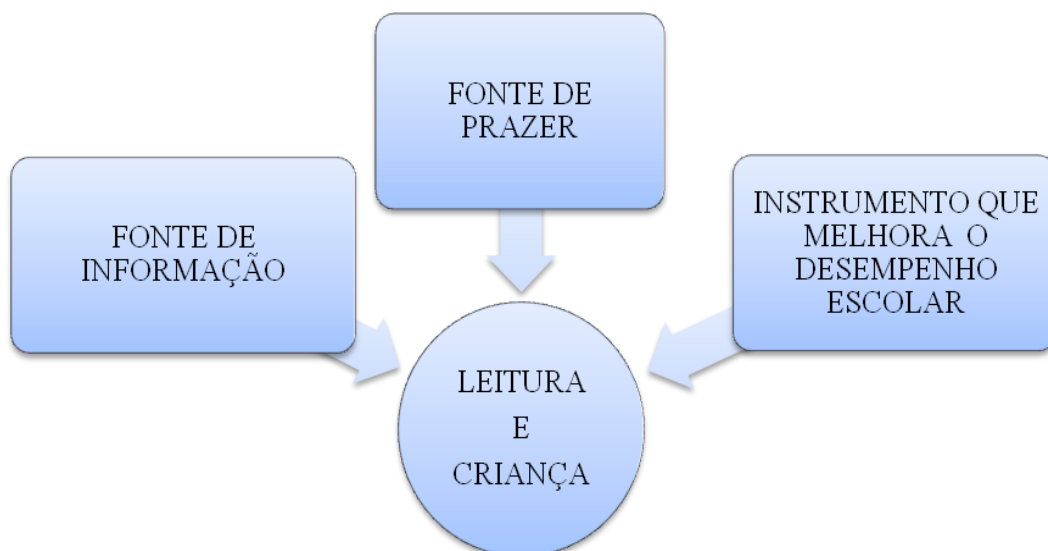 FONTE DE
PRAZER
FONTE DE
INFORMAÇÃO
INSTRUMENTO QUE
MELHORA O
DESEMPENHO
ESCOLAR
LEITURA
E
CRIANÇA